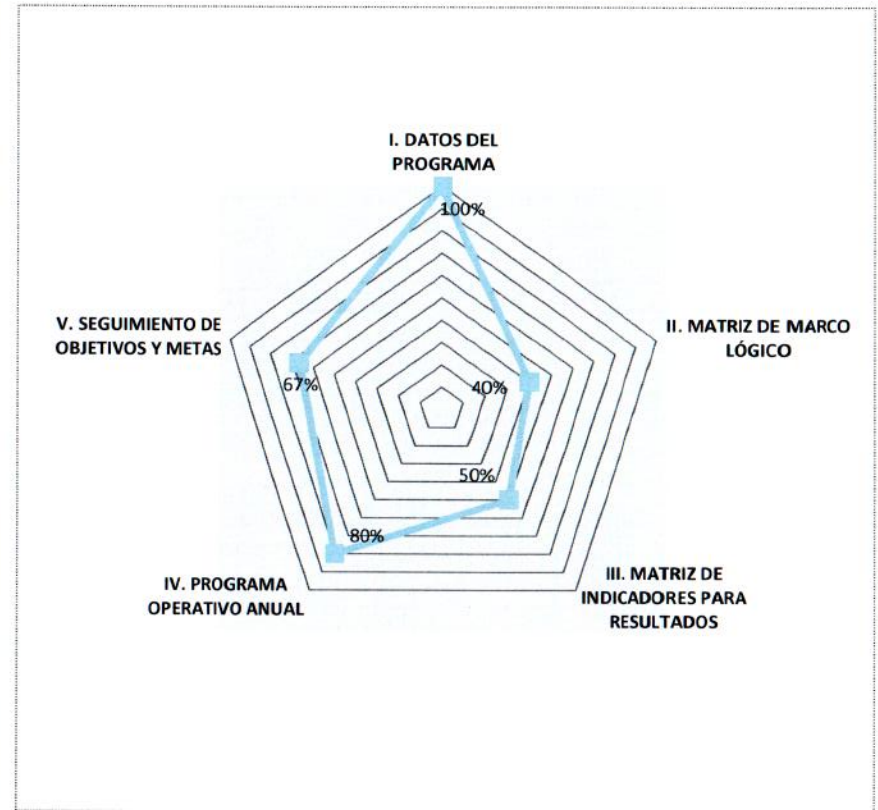 I. DATOS DEL
PROGRAMA
100%
II. MATRIZ DE MARCO
LÓGICO
40%
III. MATRIZ DE
INDICADORES PARA
RESULTADOS
50%
IV. PROGRAMA
OPERATIVO ANUAL
80%
V. SEGUIMIENTO DE
OBJETIVOS Y METAS
67%